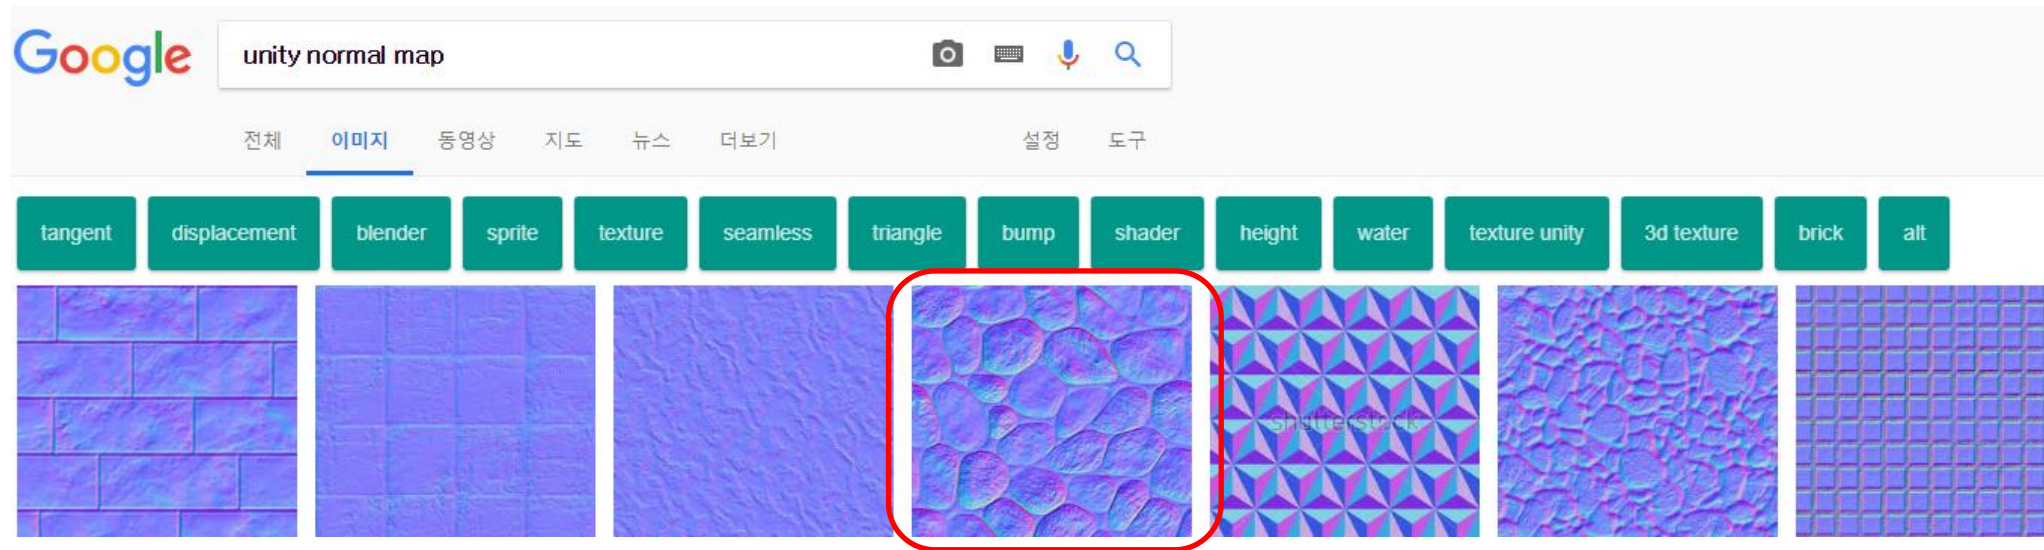 Google unity normal map
전체 이미지 동영상 지도 뉴스 더보기 설정 도구
tangent displacement blender sprite texture seamless triangle bump shader height water texture unity 3d texture brick alt
shutterstock